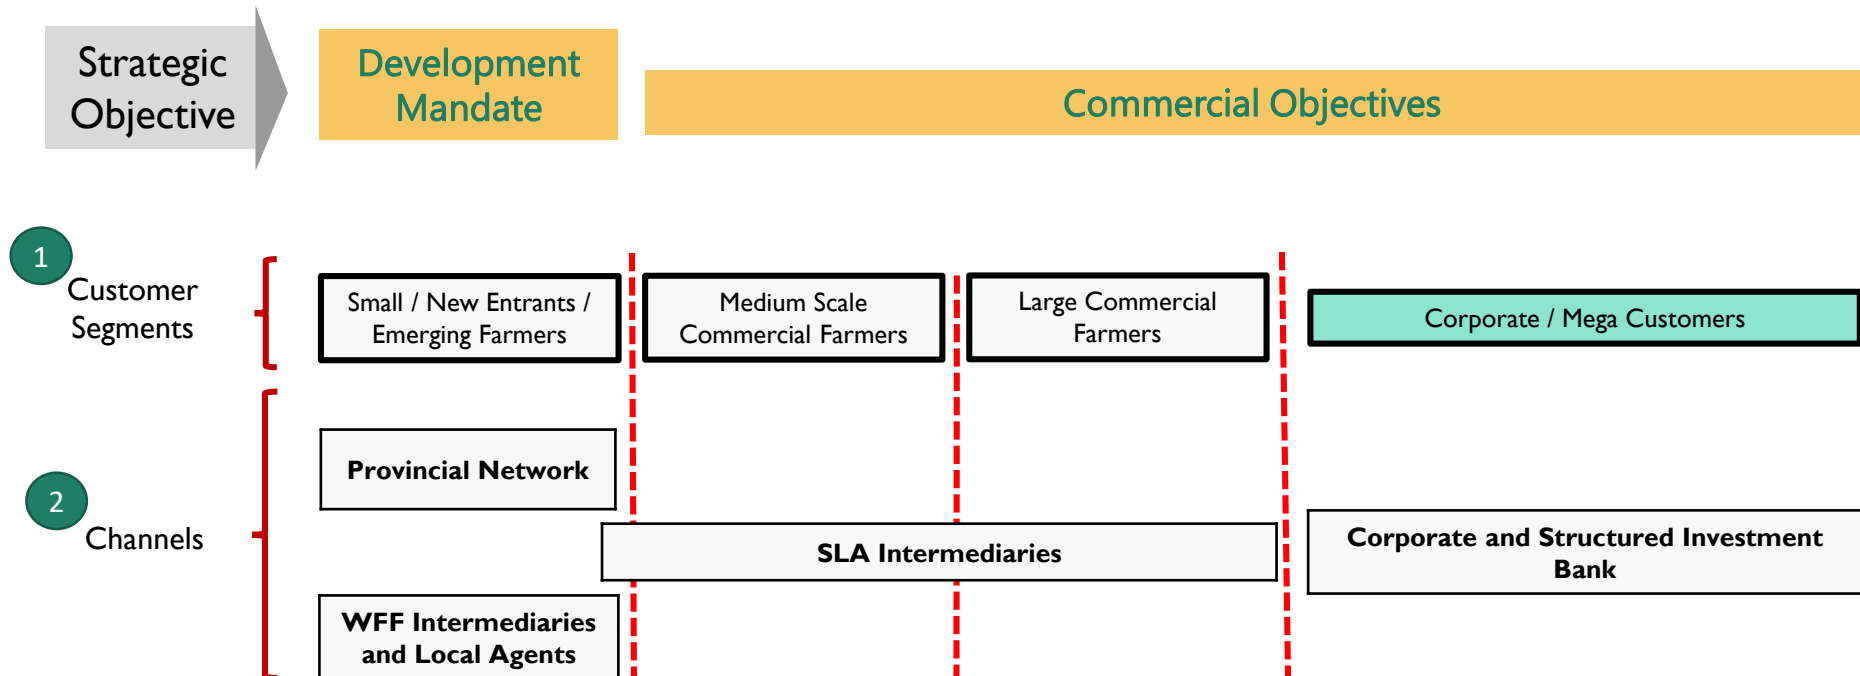 Strategic
Objective
Development
Mandate
Commercial Objectives
1
Customer
Segments
Small / New Entrants /
Emerging Farmers
Medium Scale
Commercial Farmers
Large Commercial
Farmers
Corporate / Mega Customers
2
Channels
Provincial Network
SLA Intermediaries
Corporate and Structured Investment
Bank
WFF Intermediaries
and Local Agents